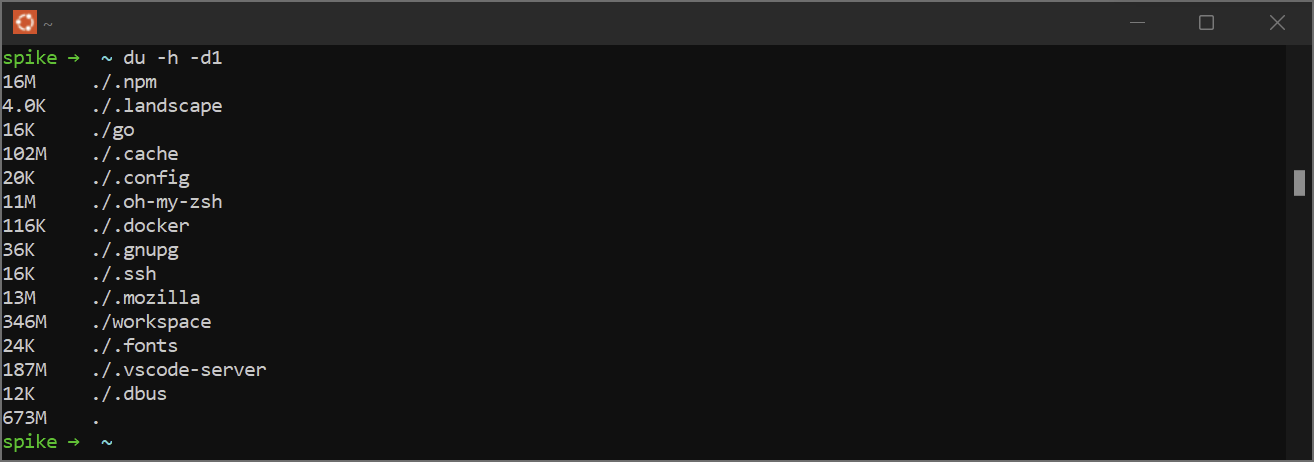 ~
spike → ~ du -h -d1
16M ./.npm
4.0K ./.landscape
16K ./go
102M ./.cache
20K ./.config
11M ./.oh-my-zsh
116K ./.docker
36K ./.gnupg
16K ./.ssh
13M ./.mozilla
346M ./workspace
24K ./.fonts
187M ./.vscode-server
12K ./.dbus
673M .
spike → ~